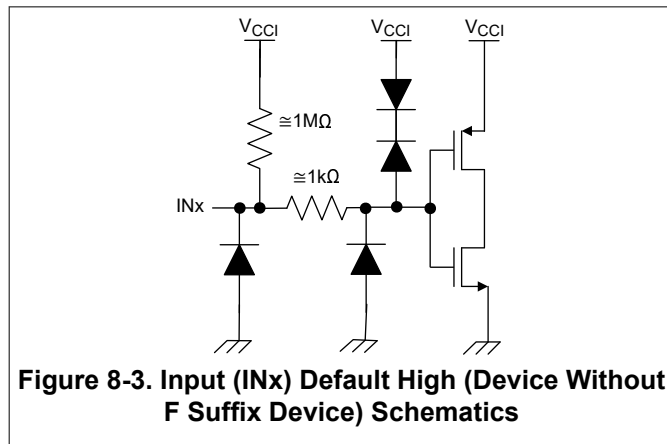 VCCI VCCI VCCI
≅1MΩ
≅1kΩ
INx
Figure 8-3. Input (INx) Default High (Device Without
F Suffix Device) Schematics